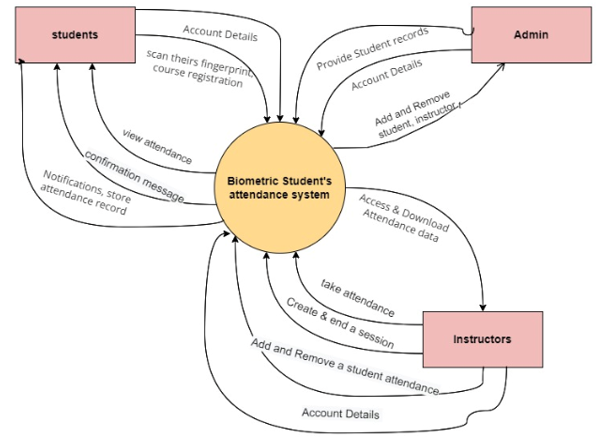 students
Account Details
scan theirs fingerprint,
course registration
view attendance
confirmation message
Notifications, store
attendance record
Admin
Provide Student records
Account Details
Add and Remove
student, instructor,
Biometric Student's
attendance system
Access & Download
Attendance data
Instructors
take attendance
Create & end a session
Add and Remove a student attendance
Account Details